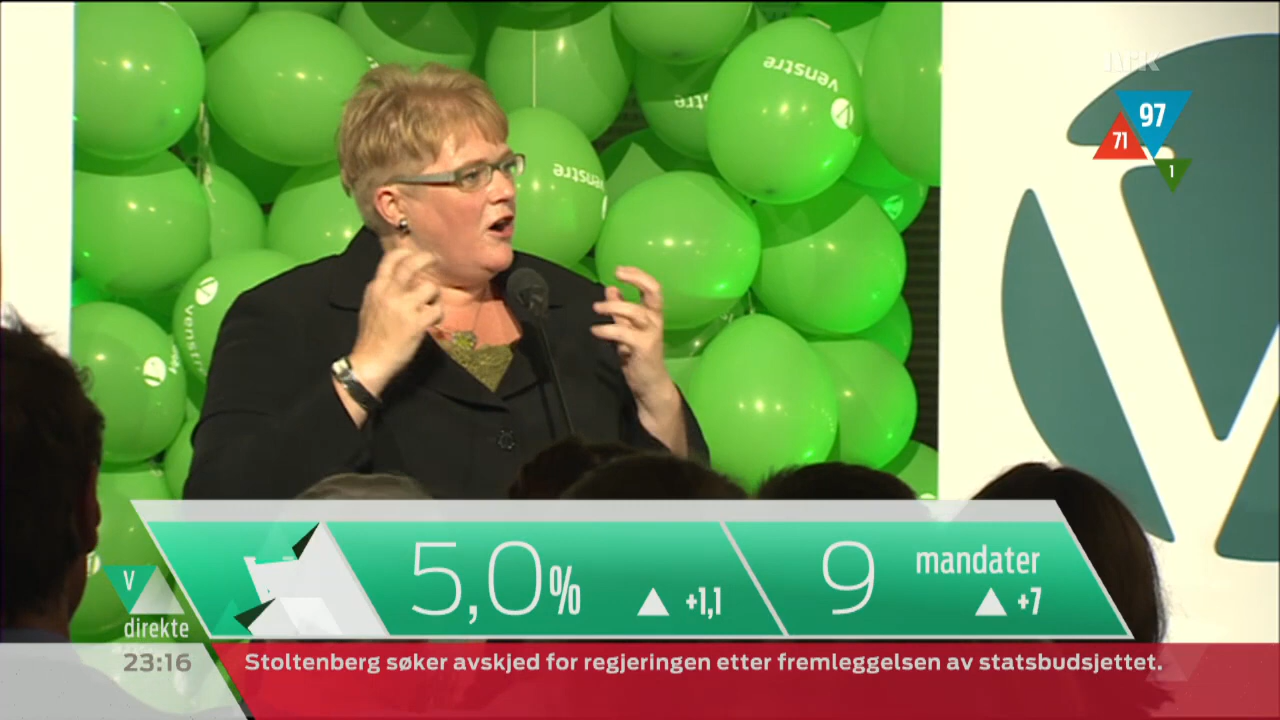 venstre
venstre
venstre
NRK
97
71
1
5,0%
+1,1
9
mandater
+7
V
direkte
23:16
Stoltenberg søker avskjed for regjeringen etter fremleggelsen av statsbudsjettet.